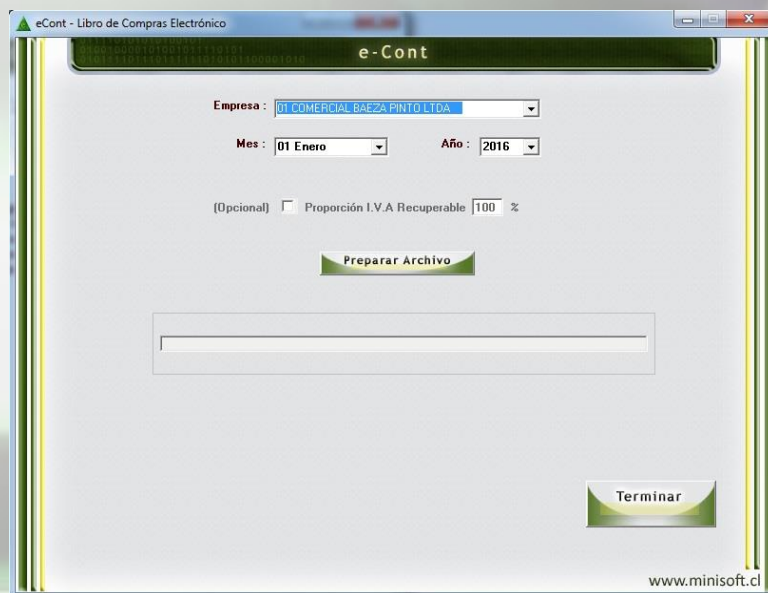 eCont - Libro de Compras Electrónico
e-Cont
Empresa : 01 COMERCIAL BAEZA PINTO LTDA
Mes : 01 Enero Año : 2016
(Opcional) Proporción I.V.A Recuperable 100 %
Preparar Archivo
Terminar
www.minisoft.cl